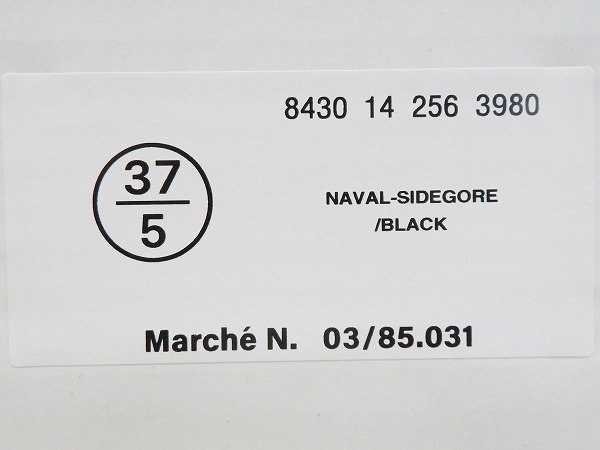 8430 14 256 3980
37
5
NAVAL-SIDEGORE
/BLACK
Marché N. 03/85.031